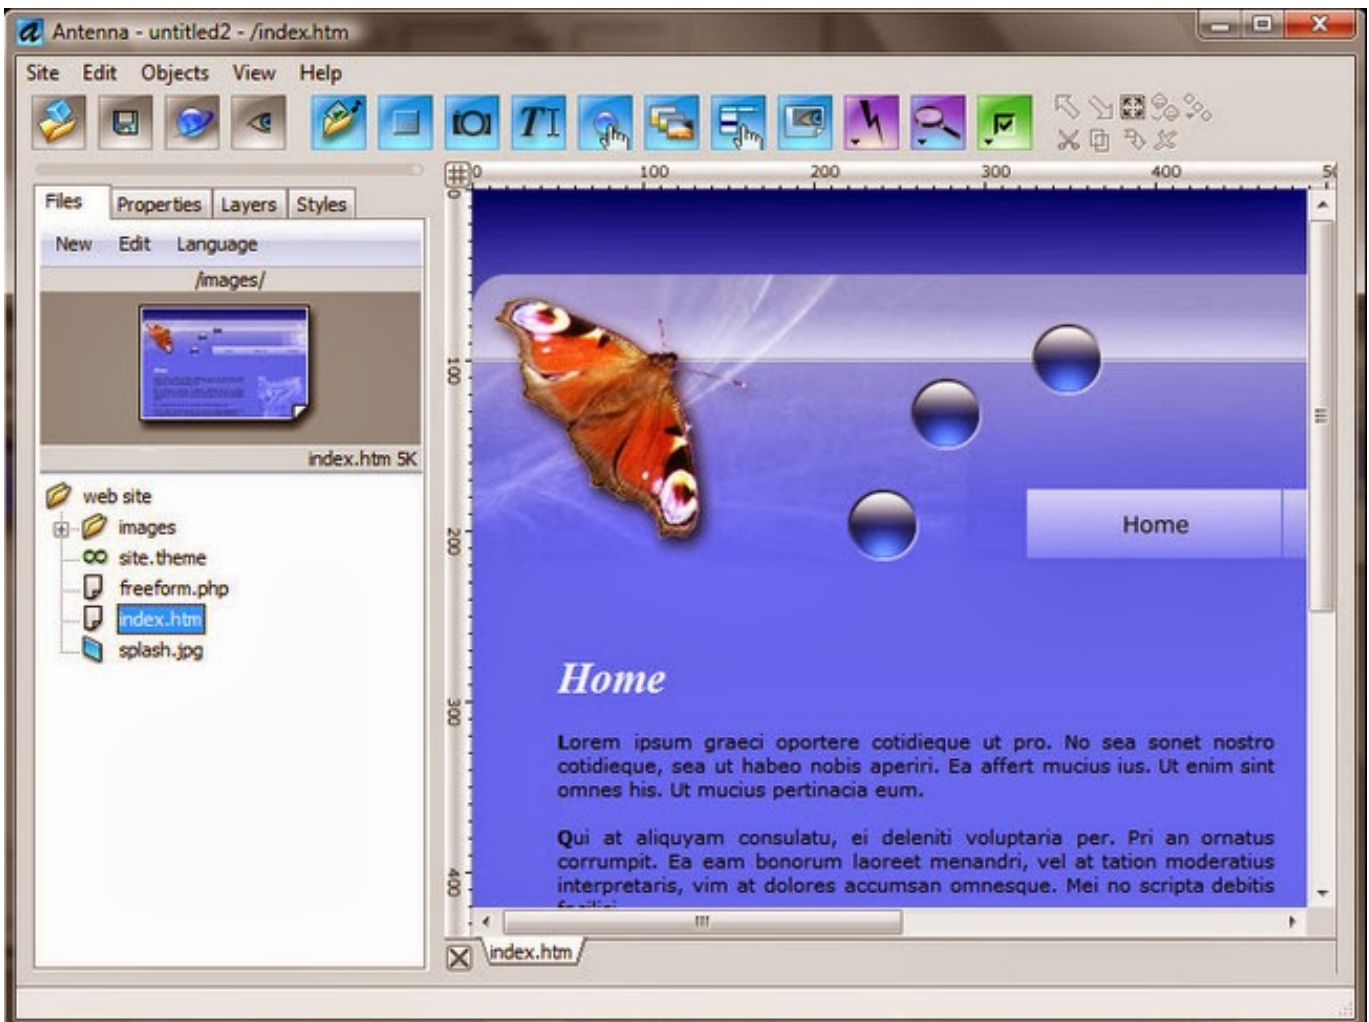 Antenna - untitled2 - /index.htm
Site Edit Objects View Help
0 100 200 300 400
Files Properties Layers Styles
New Edit Language
/images/
index.htm 5K
web site
images
site.theme
freeform.php
index.htm
splash.jpg
0
100
200
300
400
Home
Home
Lorem ipsum graeci oportere cotidieque ut pro. No sea sonet nostro
cotidieque, sea ut habeo nobis aperiri. Ea affert mucius ius. Ut enim sint
omnes his. Ut mucius pertinacia eum.
Qui at aliquyam consulatu, ei deleniti voluptaria per. Pri an ornatus
corrumpit. Ea eam bonorum laoreet menandri, vel at tation moderatius
interpretaris, vim at dolores accumsan omnesque. Mei no scripta debitis
index.htm